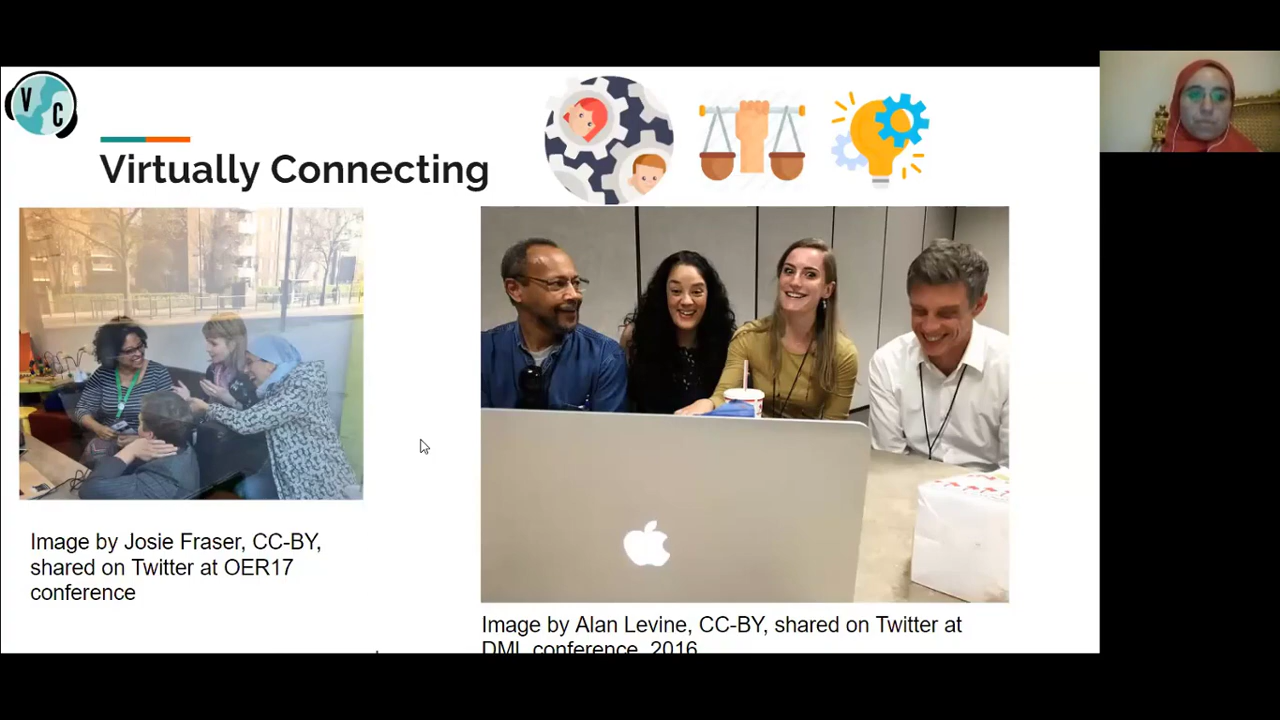 V C
Virtually Connecting
Image by Josie Fraser, CC-BY,
shared on Twitter at OER17
conference
Image by Alan Levine, CC-BY, shared on Twitter at
DML conference, 2016